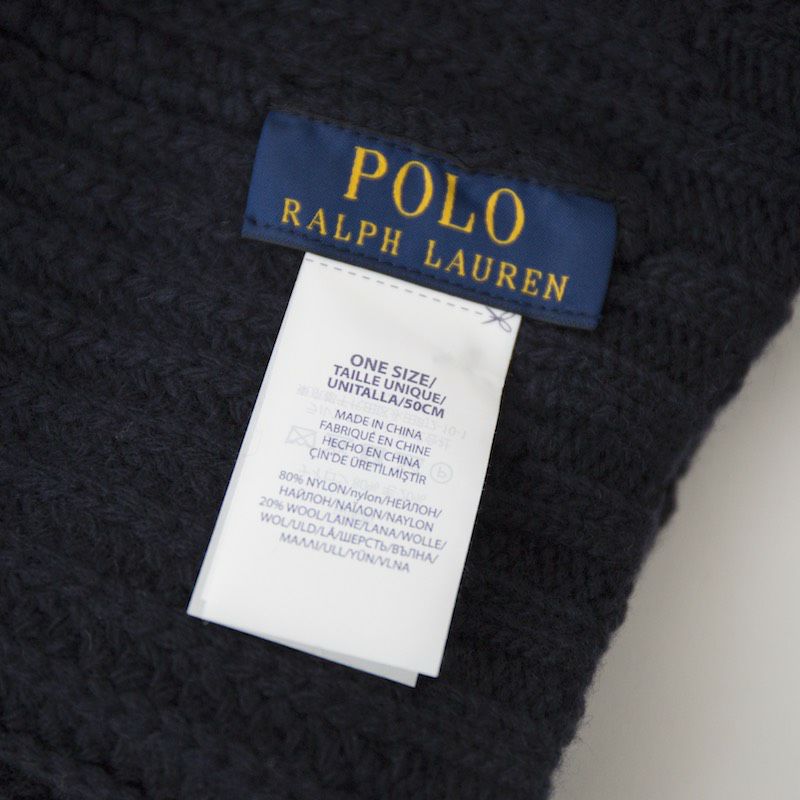 POLO
RALPH LAUREN
ONE SIZE/
TAILLE UNIQUE/
UNITALLA/50CM
MADE IN CHINA
FABRIQUÉ EN CHINE
HECHO EN CHINA
ÇİN'DE ÜRETİLMİŞTİR
80% NYLON/nylon/НЕЙЛОН/
НАЙЛОН/ΝΑΪΛΟΝ/NAYLON
20% WOOL/LAINE/LANA/WOLLE/
WOL/ULD/LÃ/ШЕРСТЬ/ВЪЛНА/
ΜΑΛΛΙ/ULL/YÜN/VLNA